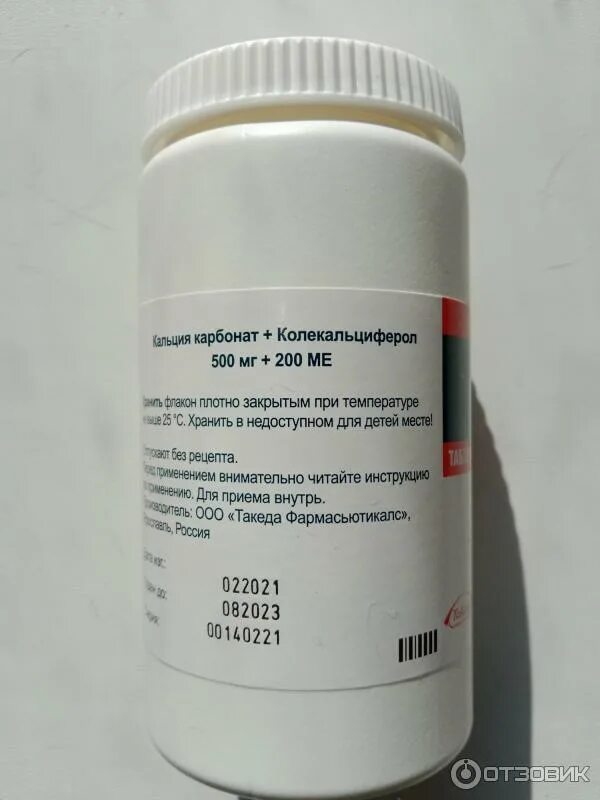 Кальция карбонат + Колекальциферол
500 мг + 200 МЕ
флакон плотно закрытым при температуре
выше 25 °С. Хранить в недоступном для детей месте!
без рецепта.
применением внимательно читайте инструкцию
применению. Для приема внутрь.
ООО «Такеда Фармасьютикалс»,
Россия
022021
082023
00140221
ОТЗОВИК